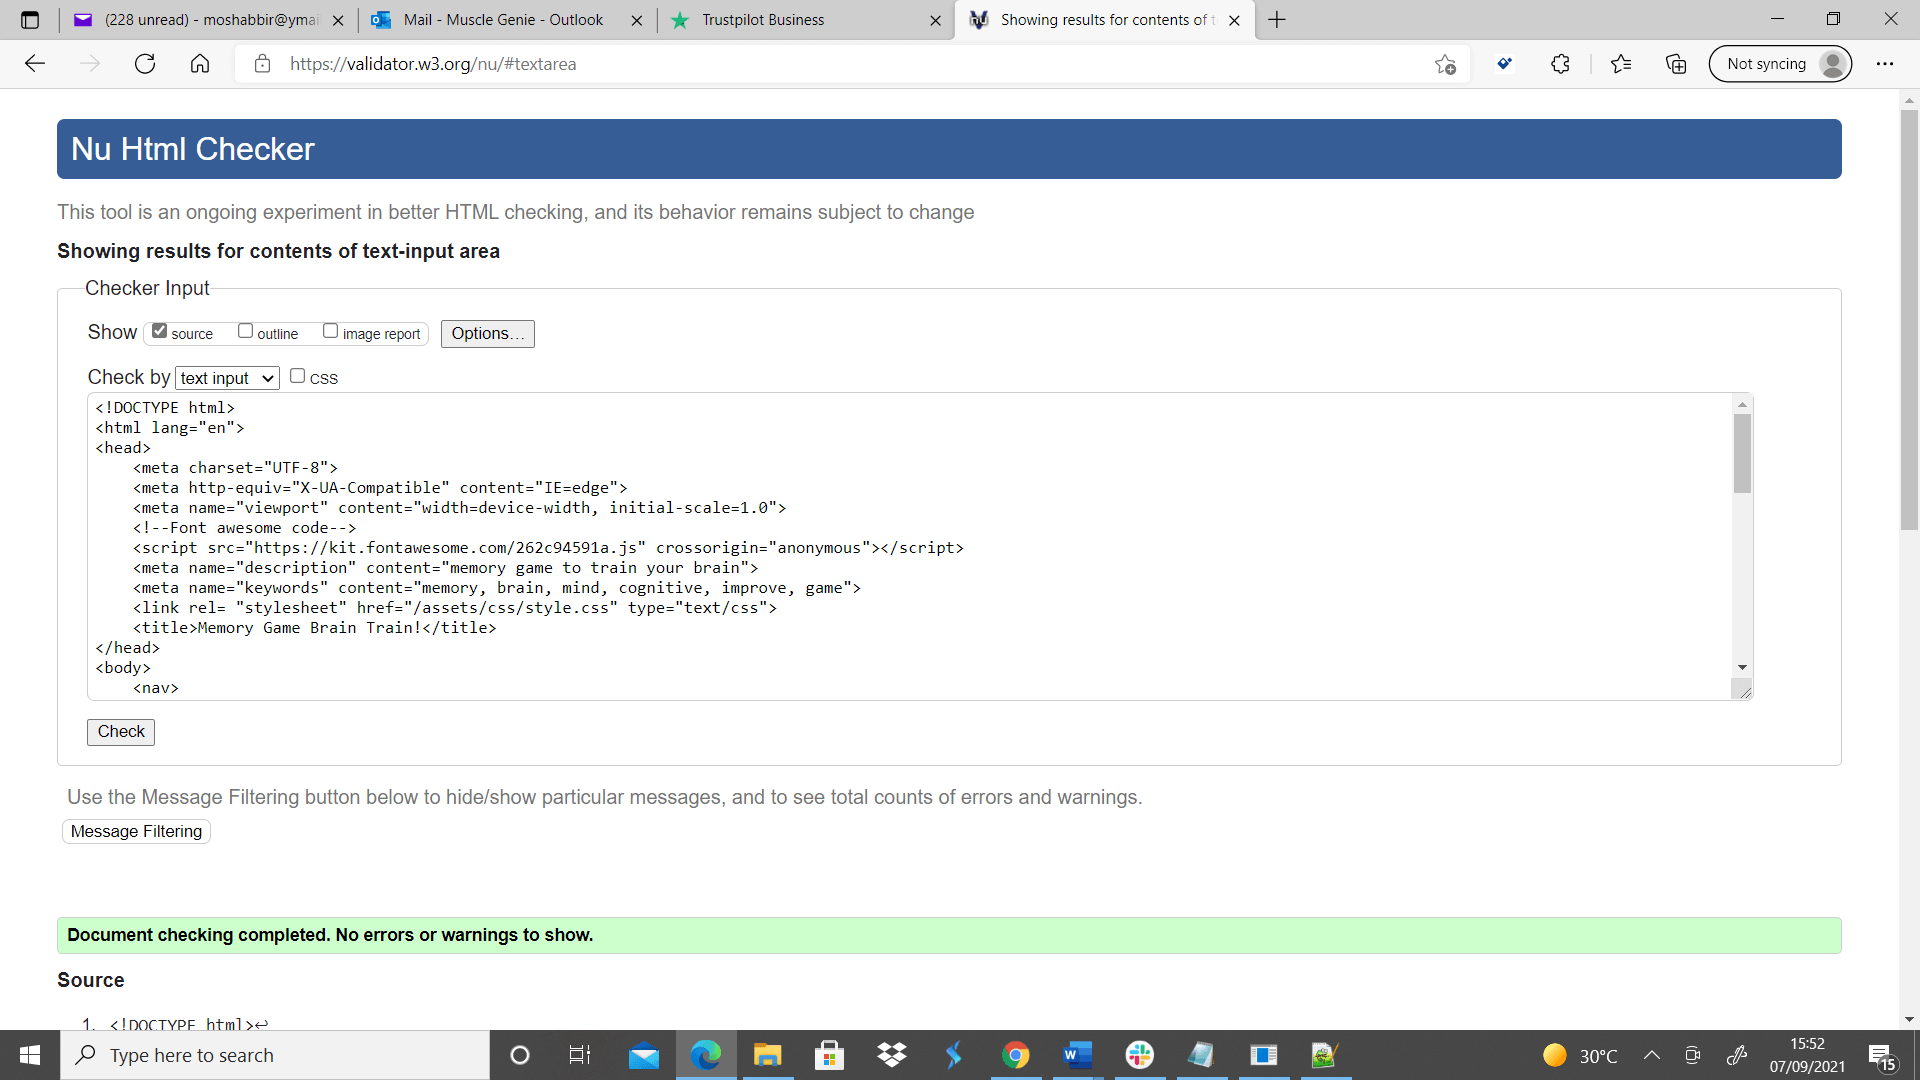 (228 unread) - moshabbir@ymai
Mail - Muscle Genie - Outlook
Trustpilot Business
Showing results for contents of t
https://validator.w3.org/nu/#textarea
Not syncing
Nu Html Checker
This tool is an ongoing experiment in better HTML checking, and its behavior remains subject to change
Showing results for contents of text-input area
Checker Input
Show source outline image report Options...
Check by text input CSS
<!DOCTYPE html>
<html lang="en">
<head>
    <meta charset="UTF-8">
    <meta http-equiv="X-UA-Compatible" content="IE=edge">
    <meta name="viewport" content="width=device-width, initial-scale=1.0">
    <!--Font awesome code-->
    <script src="https://kit.fontawesome.com/262c94591a.js" crossorigin="anonymous"></script>
    <meta name="description" content="memory game to train your brain">
    <meta name="keywords" content="memory, brain, mind, cognitive, improve, game">
    <link rel= "stylesheet" href="/assets/css/style.css" type="text/css">
    <title>Memory Game Brain Train!</title>
</head>
<body>
    <nav>
Check
Use the Message Filtering button below to hide/show particular messages, and to see total counts of errors and warnings.
Message Filtering
Document checking completed. No errors or warnings to show.
Source
1. <!DOCTYPE html>↩
Type here to search
30°C
15:52
07/09/2021
15